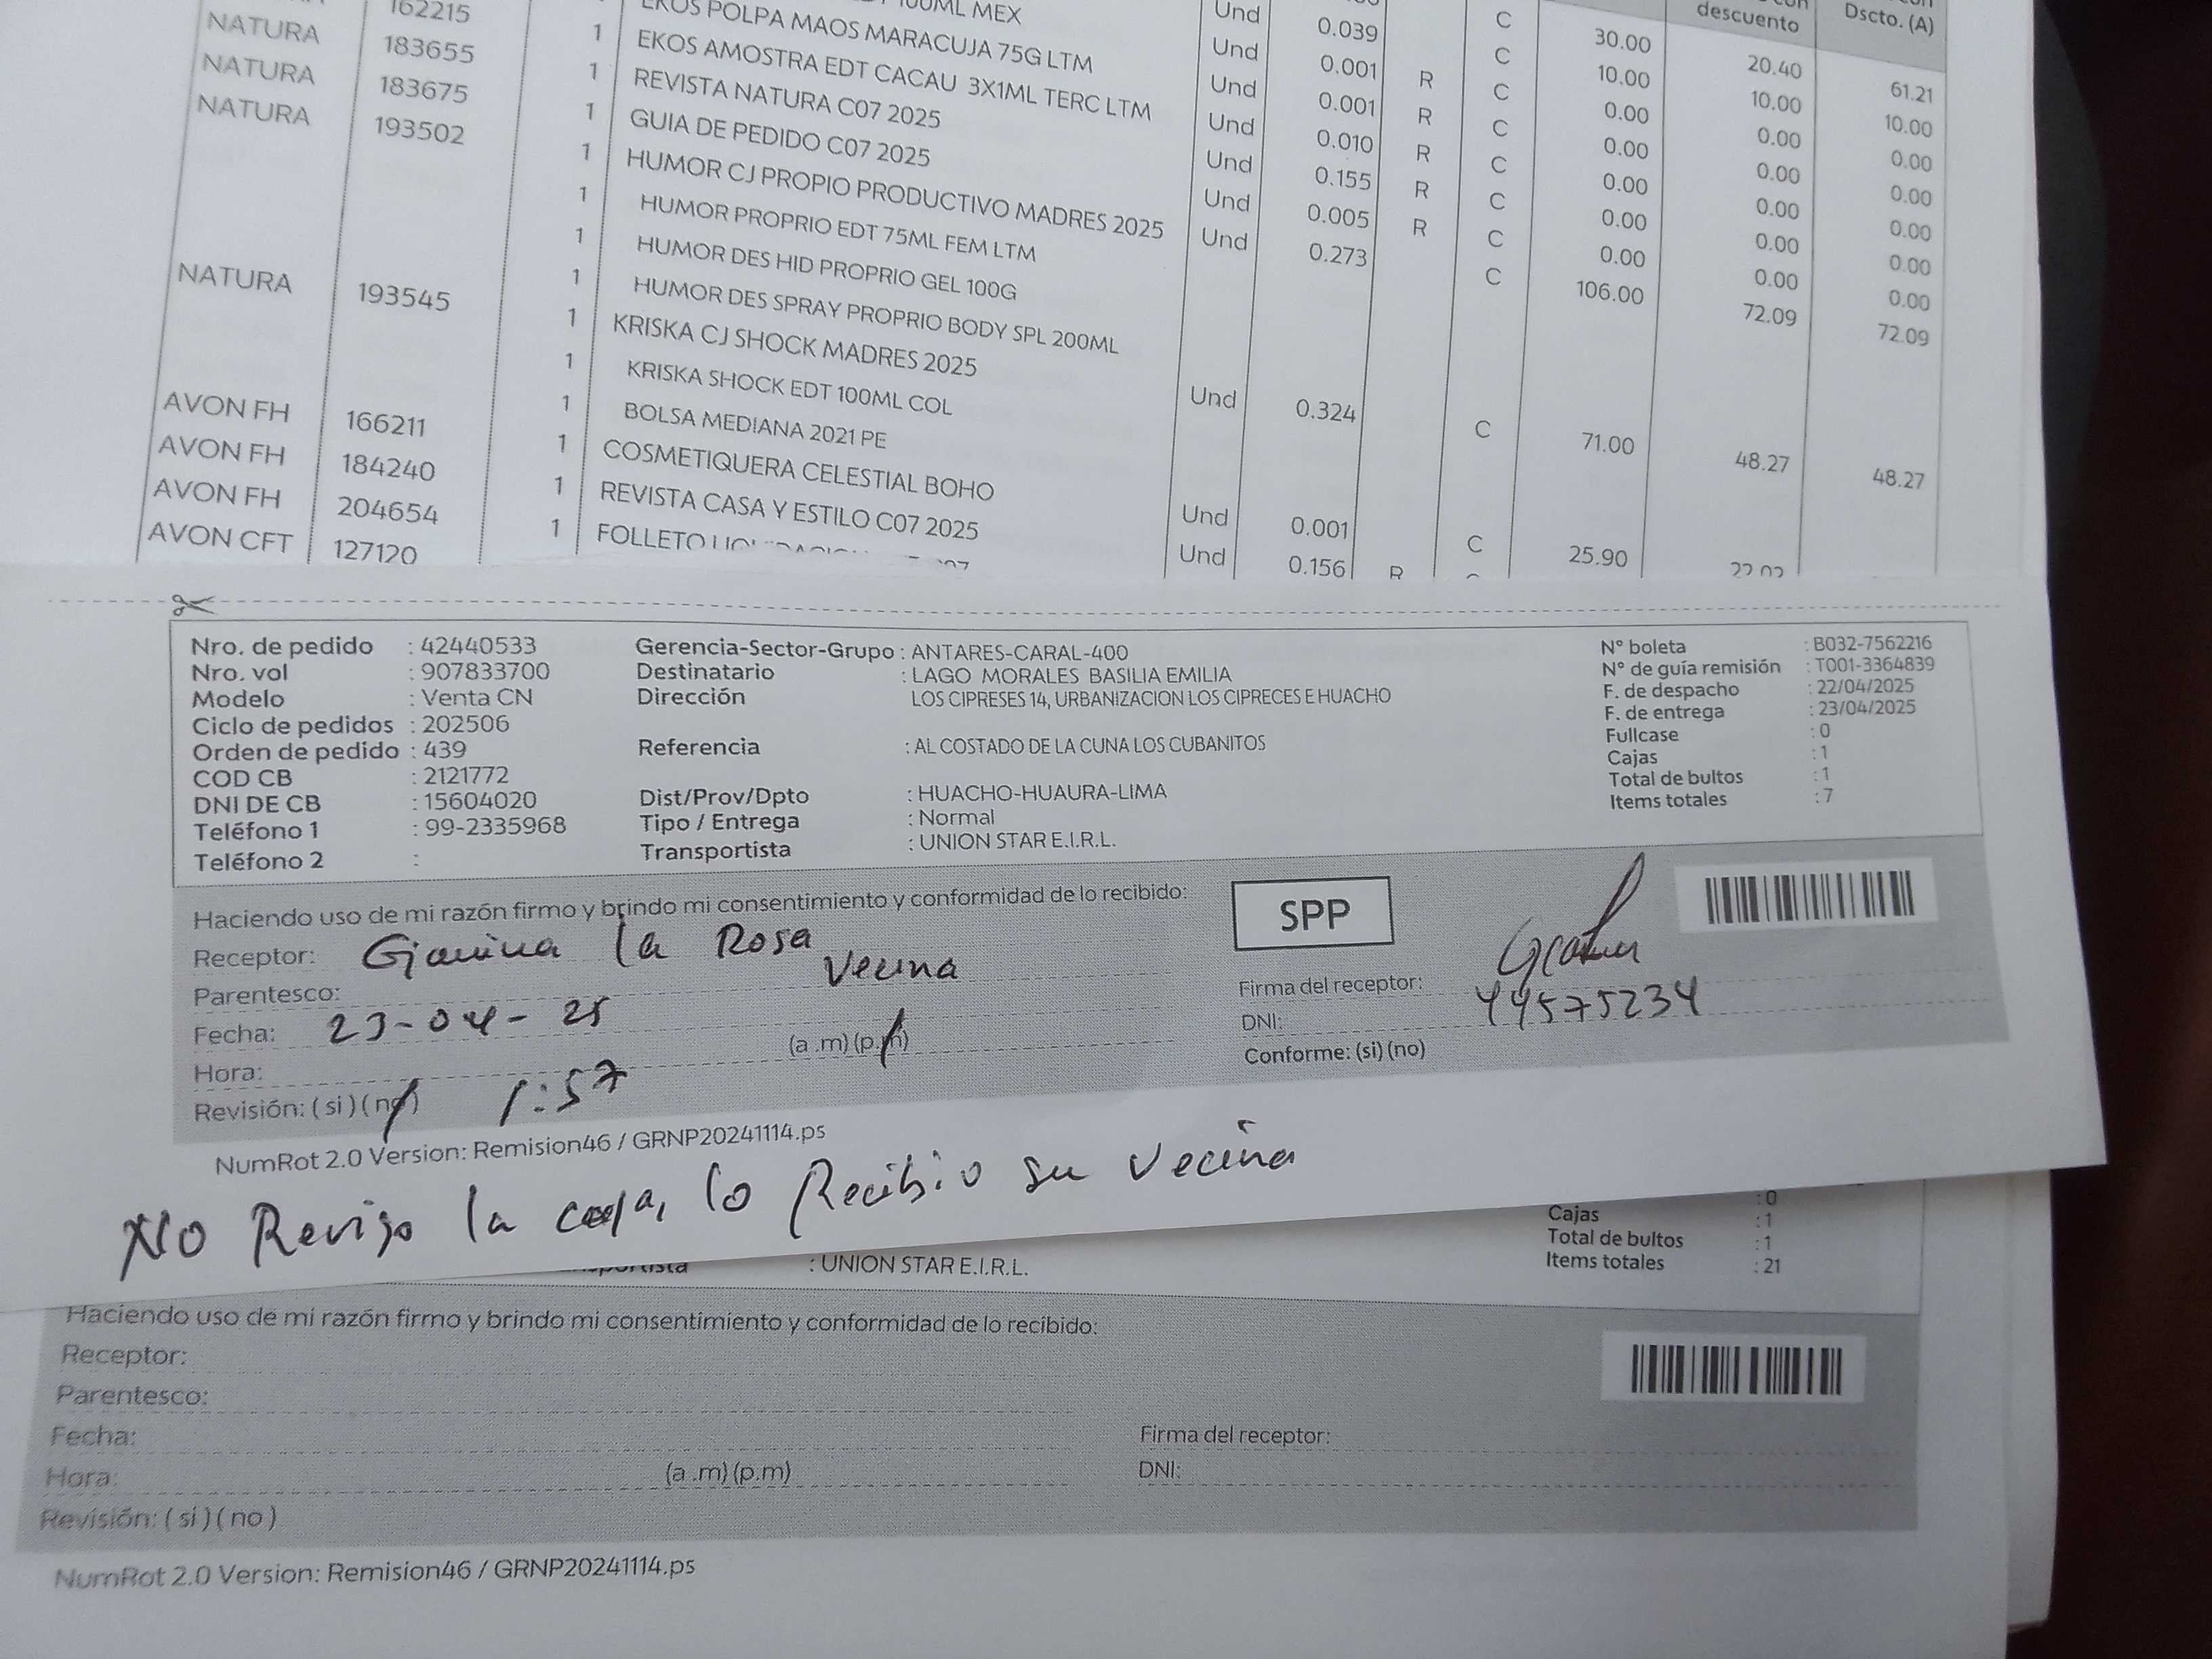 162215 EKOS POLPA MAOS MARACUJA 75G LTM Und 0.039 C 30.00 20.40 61.21
NATURA 183655 1 EKOS AMOSTRA EDT CACAU 3X1ML TERC LTM Und 0.001 R C 10.00 10.00 10.00
NATURA 183675 1 REVISTA NATURA C07 2025 Und 0.001 R C 0.00 0.00 0.00
NATURA 193502 1 GUIA DE PEDIDO C07 2025 Und 0.010 R C 0.00 0.00 0.00
1 HUMOR CJ PROPIO PRODUCTIVO MADRES 2025 Und 0.155 R C 0.00 0.00 0.00
1 HUMOR PROPRIO EDT 75ML FEM LTM Und 0.005 R C 0.00 0.00 0.00
1 HUMOR DES HID PROPRIO GEL 100G Und 0.273 C 106.00 72.09 72.09
1 HUMOR DES SPRAY PROPRIO BODY SPL 200ML
NATURA 193545 1 KRISKA CJ SHOCK MADRES 2025 Und 0.324 C 71.00 48.27 48.27
1 KRISKA SHOCK EDT 100ML COL
1 BOLSA MEDIANA 2021 PE
AVON FH 166211 1 COSMETIQUERA CELESTIAL BOHO Und 0.001 C 25.90
AVON FH 184240 1 REVISTA CASA Y ESTILO C07 2025 Und 0.156 R
AVON FH 204654 1 FOLLETO
AVON CFT 127120
descuento Dscto. (A)
Nro. de pedido : 42440533
Nro. vol : 907833700
Modelo : Venta CN
Ciclo de pedidos : 202506
Orden de pedido : 439
COD CB : 2121772
DNI DE CB : 15604020
Teléfono 1 : 99-2335968
Teléfono 2 :
Gerencia-Sector-Grupo : ANTARES-CARAL-400
Destinatario : LAGO MORALES BASILIA EMILIA
Dirección LOS CIPRESES 14, URBANIZACION LOS CIPRECES E HUACHO
Referencia : AL COSTADO DE LA CUNA LOS CUBANITOS
Dist/Prov/Dpto : HUACHO-HUAURA-LIMA
Tipo / Entrega : Normal
Transportista : UNION STAR E.I.R.L.
N° boleta : B032-7562216
N° de guía remisión : T001-3364839
F. de despacho : 22/04/2025
F. de entrega : 23/04/2025
Fullcase : 0
Cajas : 1
Total de bultos : 1
Items totales : 7
Haciendo uso de mi razón firmo y brindo mi consentimiento y conformidad de lo recibido:
Receptor: Gianina la Rosa
Parentesco: Vecina
Fecha: 23-04-25
Hora: 1:57 (a .m) (p.m)
Revisión: ( si ) ( no )
SPP
Firma del receptor:
DNI: 44575234
Conforme: (si) (no)
NumRot 2.0 Version: Remision46 / GRNP20241114.ps
NO Reviso la caja, lo Recibio su vecina
: UNION STAR E.I.R.L.
: 0
Cajas : 1
Total de bultos : 1
Items totales : 21
Haciendo uso de mi razón firmo y brindo mi consentimiento y conformidad de lo recibido:
Receptor:
Parentesco:
Fecha:
Hora: (a .m) (p.m)
Revisión: ( si ) ( no )
Firma del receptor:
DNI:
NumRot 2.0 Version: Remision46 / GRNP20241114.ps